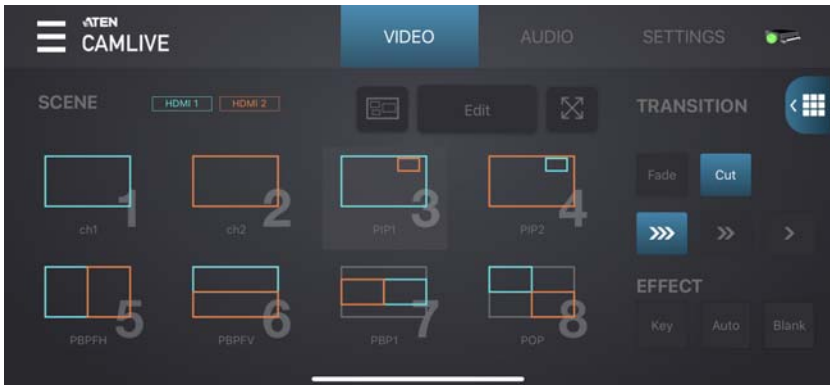 ATEN
CAMLIVE
VIDEO
AUDIO
SETTINGS
SCENE
HDMI 1
HDMI 2
Edit
TRANSITION
1
ch1
2
ch2
3
PIP1
4
PIP2
Fade
Cut
5
PBPFH
6
PBPFV
7
PBP1
8
POP
EFFECT
Key
Auto
Blank